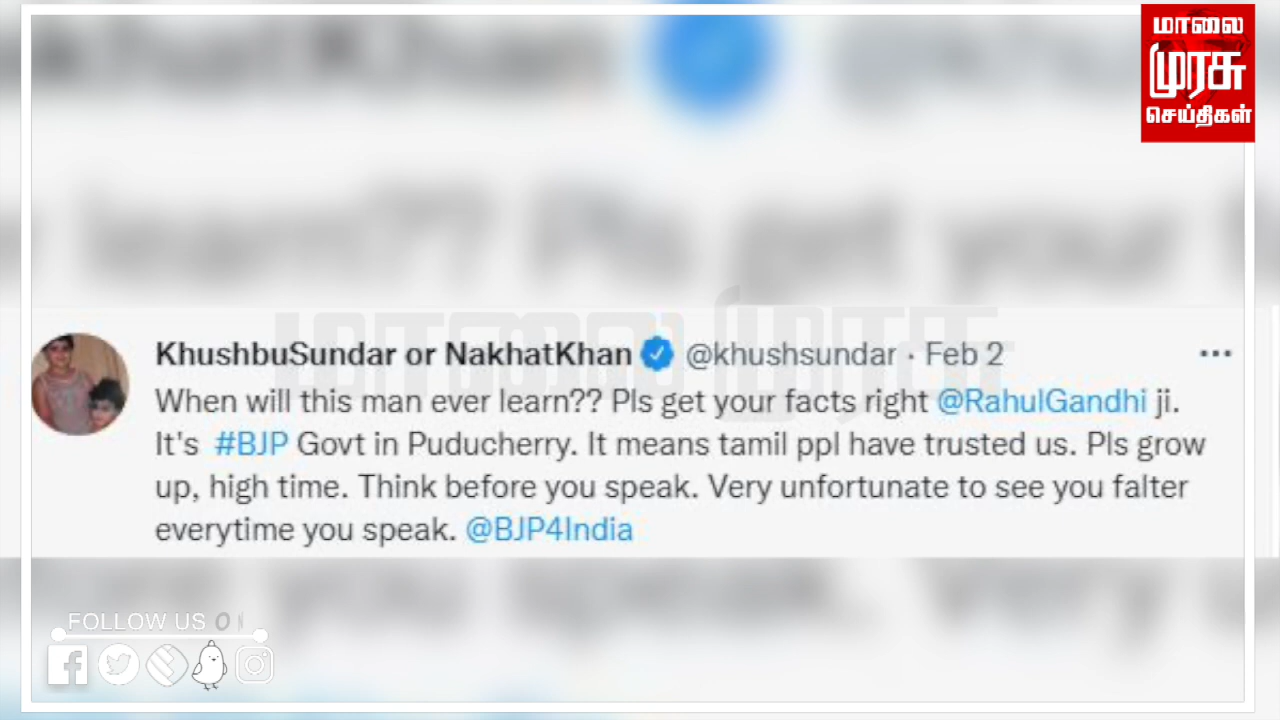 மாலை
முரசு
செய்திகள்
KhushbuSundar or NakhatKhan @khushsundar · Feb 2
When will this man ever learn?? Pls get your facts right @RahulGandhi ji.
It's #BJP Govt in Puducherry. It means tamil ppl have trusted us. Pls grow
up, high time. Think before you speak. Very unfortunate to see you falter
everytime you speak. @BJP4India
FOLLOW US O